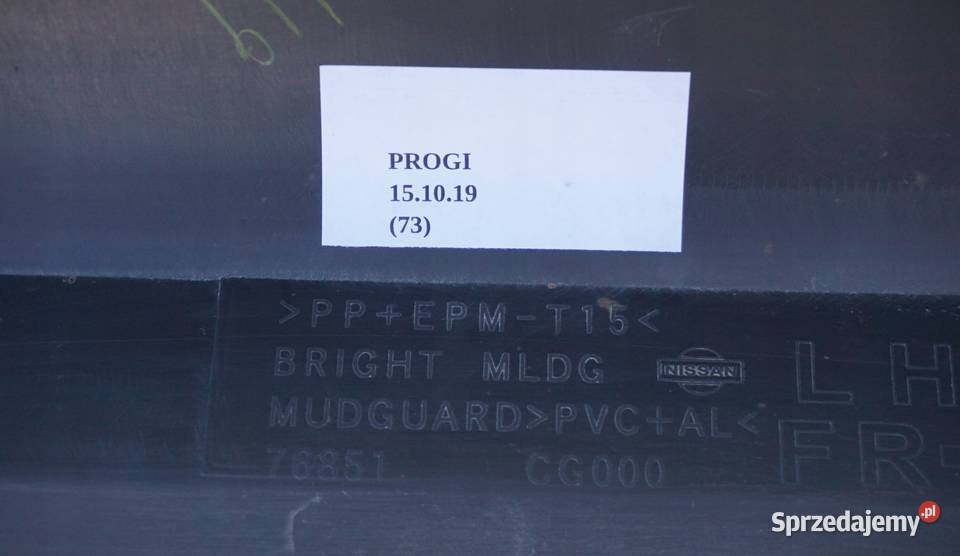 PROGI
15.10.19
(73)
>PP+EPM-T15<
BRIGHT MLDG NISSAN LH
MUDGUARD>PVC+AL< FR-
76851 CG000
Sprzedajemy.pl